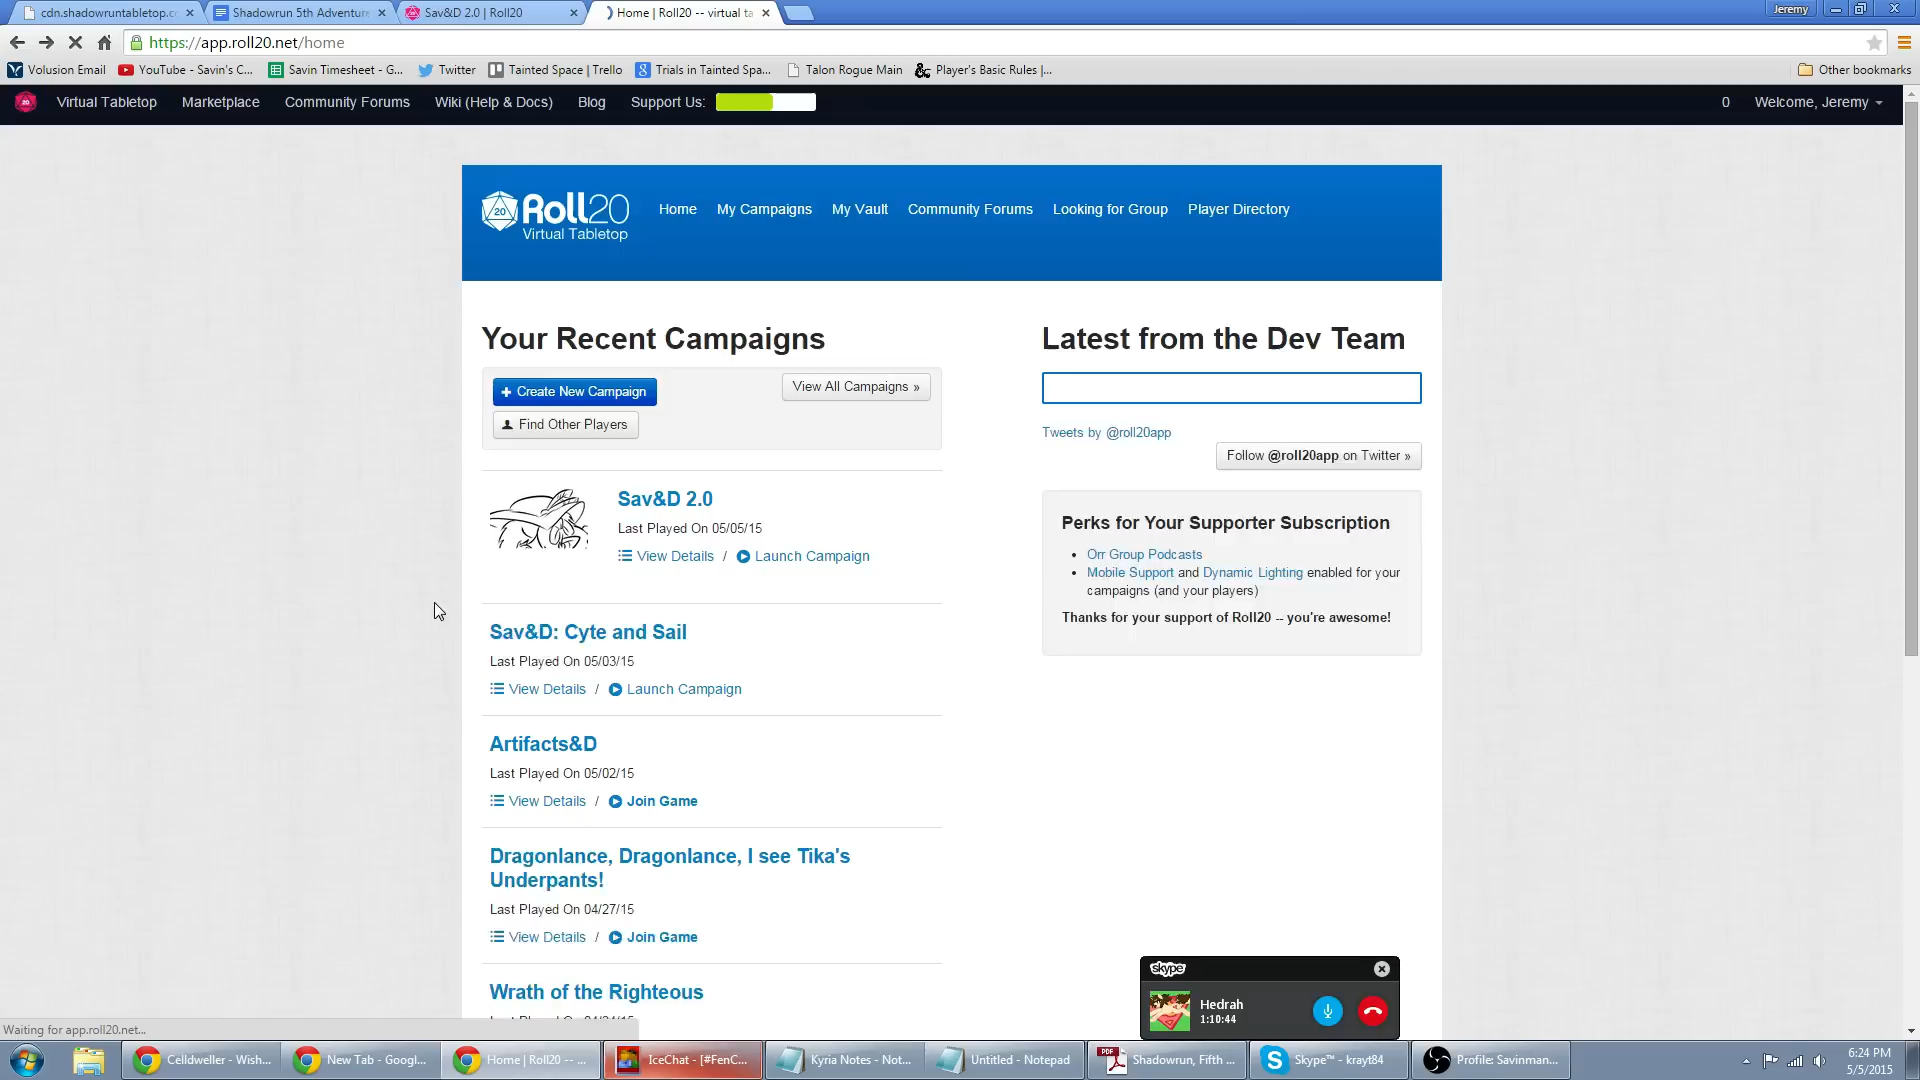 cdn.shadowruntabletop.c
Shadowrun 5th Adventure
Sav&D 2.0 | Roll20
Home | Roll20 -- virtual ta
Jeremy
https://app.roll20.net/home
Volusion Email
YouTube - Savin's C...
Savin Timesheet - G...
Twitter
Tainted Space | Trello
Trials in Tainted Spa...
Talon Rogue Main
Player's Basic Rules |...
Other bookmarks
Virtual Tabletop
Marketplace
Community Forums
Wiki (Help & Docs)
Blog
Support Us:
0
Welcome, Jeremy
20 Roll20
Virtual Tabletop
Home
My Campaigns
My Vault
Community Forums
Looking for Group
Player Directory
Your Recent Campaigns
Create New Campaign
View All Campaigns »
Find Other Players
Sav&D 2.0
Last Played On 05/05/15
View Details / Launch Campaign
Sav&D: Cyte and Sail
Last Played On 05/03/15
View Details / Launch Campaign
Artifacts&D
Last Played On 05/02/15
View Details / Join Game
Dragonlance, Dragonlance, I see Tika's
Underpants!
Last Played On 04/27/15
View Details / Join Game
Wrath of the Righteous
Latest from the Dev Team
Tweets by @roll20app
Follow @roll20app on Twitter »
Perks for Your Supporter Subscription
• Orr Group Podcasts
• Mobile Support and Dynamic Lighting enabled for your
campaigns (and your players)
Thanks for your support of Roll20 -- you're awesome!
skype
Hedrah
1:10:44
Waiting for app.roll20.net...
Celldweller - Wish...
New Tab - Googl...
Home | Roll20 -- ...
IceChat - [#FenC...
Kyria Notes - Not...
Untitled - Notepad
Shadowrun, Fifth ...
Skype™ - krayt84
Profile: Savinman...
6:24 PM
5/5/2015